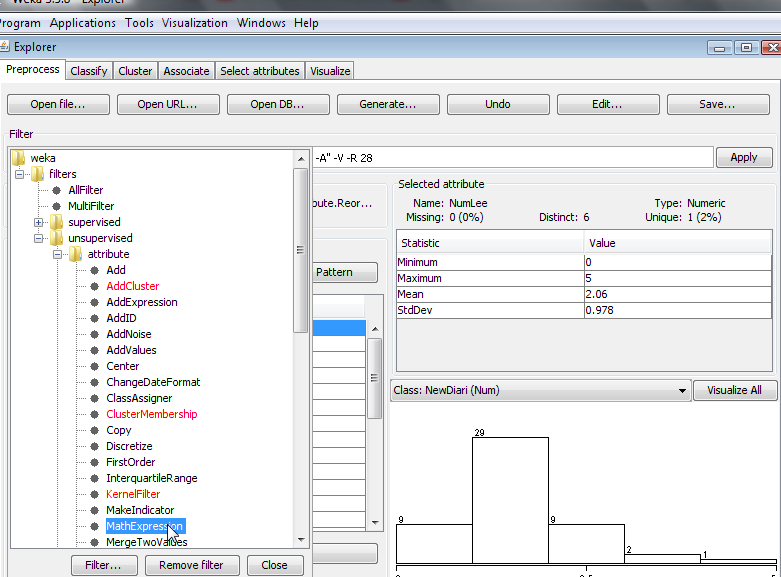 Weka 3.5.6 - Explorer
Program Applications Tools Visualization Windows Help
Explorer
Preprocess Classify Cluster Associate Select attributes Visualize
Open file... Open URL... Open DB... Generate... Undo Edit... Save...
Filter
-A" -V -R 28 Apply
weka
filters
AllFilter
MultiFilter
supervised
unsupervised
attribute
Add
AddCluster
AddExpression
AddID
AddNoise
AddValues
Center
ChangeDateFormat
ClassAssigner
ClusterMembership
Copy
Discretize
FirstOrder
InterquartileRange
KernelFilter
MakeIndicator
MathExpression
MergeTwoValues
Filter... Remove filter Close
bute.Reor...
Pattern
Selected attribute
Name: NumLee Type: Numeric
Missing: 0 (0%) Distinct: 6 Unique: 1 (2%)
Statistic Value
Minimum 0
Maximum 5
Mean 2.06
StdDev 0.978
Class: NewDiari (Num) Visualize All
29
9 9
2
1